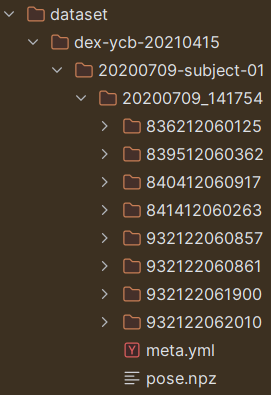 dataset
dex-ycb-20210415
20200709-subject-01
20200709_141754
836212060125
839512060362
840412060917
841412060263
932122060857
932122060861
932122061900
932122062010
Y meta.yml
pose.npz